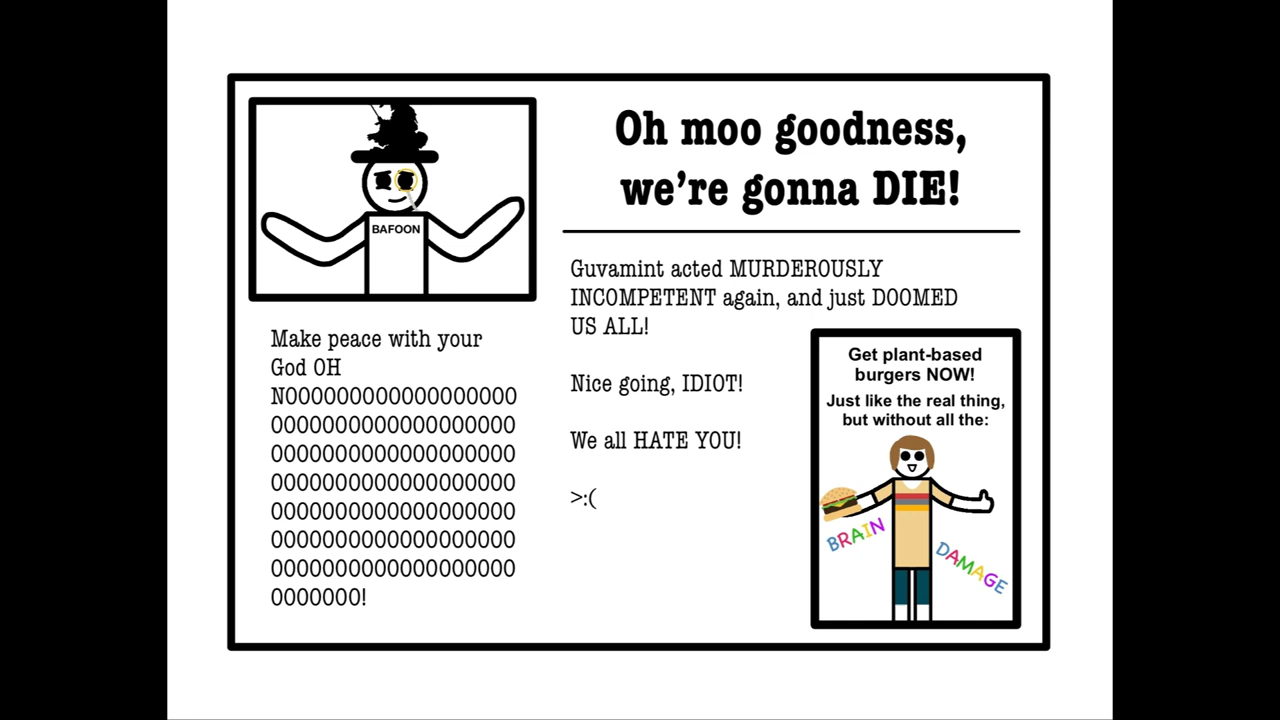 Oh moo goodness,
we're gonna DIE!
BAFOON
Make peace with your
God OH
NOOOOOOOOOOOOOOOOOO
OOOOOOOOOOOOOOOOOOO
OOOOOOOOOOOOOOOOOOO
OOOOOOOOOOOOOOOOOOO
OOOOOOOOOOOOOOOOOOO
OOOOOOOOOOOOOOOOOOO
OOOOOOOOOOOOOOOOOOO
OOOOOOO!
Guvamint acted MURDEROUSLY
INCOMPETENT again, and just DOOMED
US ALL!
Nice going, IDIOT!
We all HATE YOU!
>:(
Get plant-based
burgers NOW!
Just like the real thing,
but without all the:
BRAIN
DAMAGE